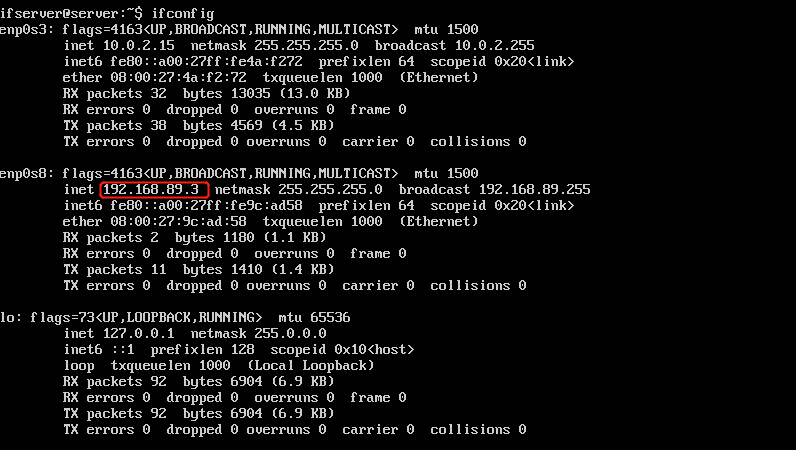 ifserver@server:~$ ifconfig
enp0s3: flags=4163<UP,BROADCAST,RUNNING,MULTICAST>  mtu 1500
        inet 10.0.2.15  netmask 255.255.255.0  broadcast 10.0.2.255
        inet6 fe80::a00:27ff:fe4a:f272  prefixlen 64  scopeid 0x20<link>
        ether 08:00:27:4a:f2:72  txqueuelen 1000  (Ethernet)
        RX packets 32  bytes 13035 (13.0 KB)
        RX errors 0  dropped 0  overruns 0  frame 0
        TX packets 38  bytes 4569 (4.5 KB)
        TX errors 0  dropped 0 overruns 0  carrier 0  collisions 0

enp0s8: flags=4163<UP,BROADCAST,RUNNING,MULTICAST>  mtu 1500
        inet 192.168.89.3  netmask 255.255.255.0  broadcast 192.168.89.255
        inet6 fe80::a00:27ff:fe9c:ad58  prefixlen 64  scopeid 0x20<link>
        ether 08:00:27:9c:ad:58  txqueuelen 1000  (Ethernet)
        RX packets 2  bytes 1180 (1.1 KB)
        RX errors 0  dropped 0  overruns 0  frame 0
        TX packets 11  bytes 1410 (1.4 KB)
        TX errors 0  dropped 0 overruns 0  carrier 0  collisions 0

lo: flags=73<UP,LOOPBACK,RUNNING>  mtu 65536
        inet 127.0.0.1  netmask 255.0.0.0
        inet6 ::1  prefixlen 128  scopeid 0x10<host>
        loop  txqueuelen 1000  (Local Loopback)
        RX packets 92  bytes 6904 (6.9 KB)
        RX errors 0  dropped 0  overruns 0  frame 0
        TX packets 92  bytes 6904 (6.9 KB)
        TX errors 0  dropped 0 overruns 0  carrier 0  collisions 0